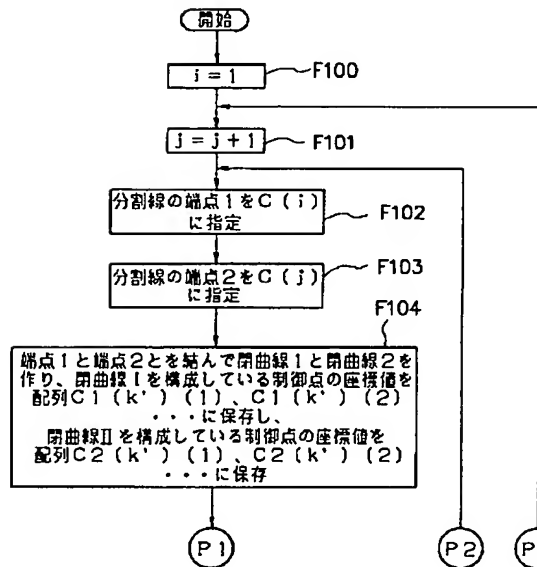 開始
i = 1
F100
j = j + 1
F101
分割線の端点1をC (i)
に指定
F102
分割線の端点2をC (j)
に指定
F103
F104
端点1と端点2とを結んで閉曲線1と閉曲線2を
作り、閉曲線Iを構成している制御点の座標値を
配列C1 (k') (1)、C1 (k') (2)
・・・に保存し、
閉曲線IIを構成している制御点の座標値を
配列C2 (k') (1)、C2 (k') (2)
・・・に保存
P1
P2
P